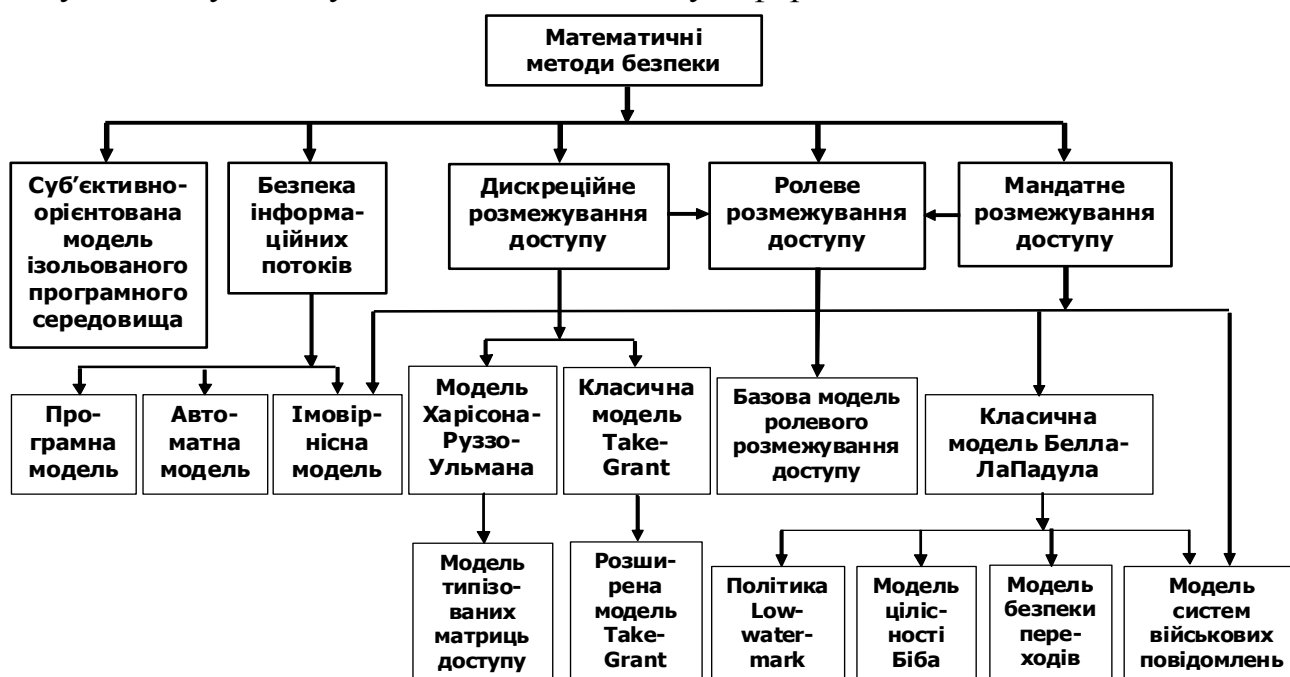 Математичні
методи безпеки
Суб’єктивно-
орієнтована
модель
ізольованого
програмного
середовища
Безпека
інформа-
ційних
потоків
Дискреційне
розмежування
доступу
Ролеве
розмежування
доступу
Мандатне
розмежування
доступу
Про-
грамна
модель
Авто-
матна
модель
Імовір-
нісна
модель
Модель
Харісона-
Руззо-
Ульмана
Класична
модель
Take-
Grant
Базова модель
ролевого
розмежування
доступу
Класична
модель Белла-
ЛаПадула
Модель
типізо-
ваних
матриць
доступу
Розши-
рена
модель
Take-
Grant
Політика
Low-
water-
mark
Модель
ціліс-
ності
Біба
Модель
безпеки
пере-
ходів
Модель
систем
військових
повідомлень